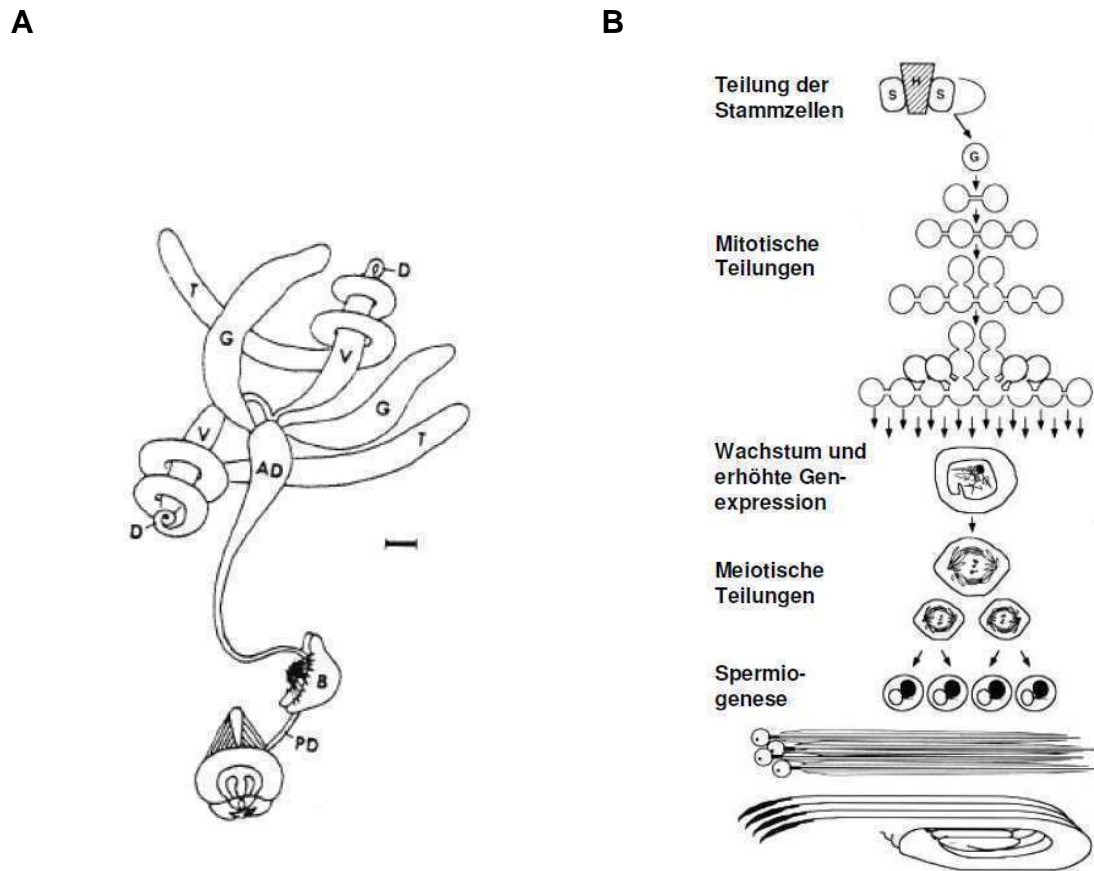 A
B
D
T
G
V
G
T
V
AD
D
B
PD
Teilung der
Stammzellen
S H S
G
Mitotische
Teilungen
Wachstum und
erhöhte Gen-
expression
Meiotische
Teilungen
Spermio-
genese